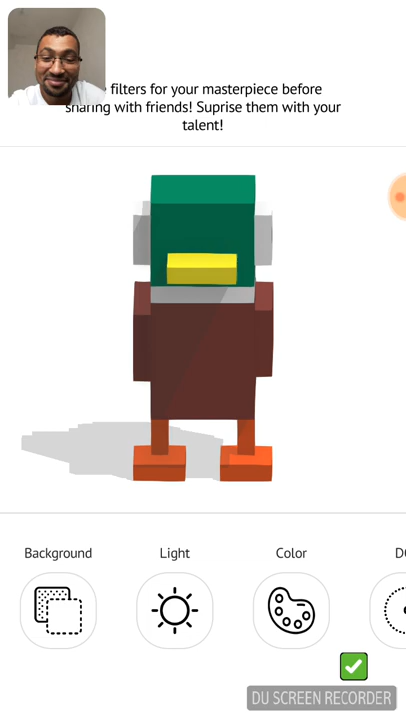 filters for your masterpiece before
sharing with friends! Suprise them with your
talent!
Background
Light
Color
DU SCREEN RECORDER